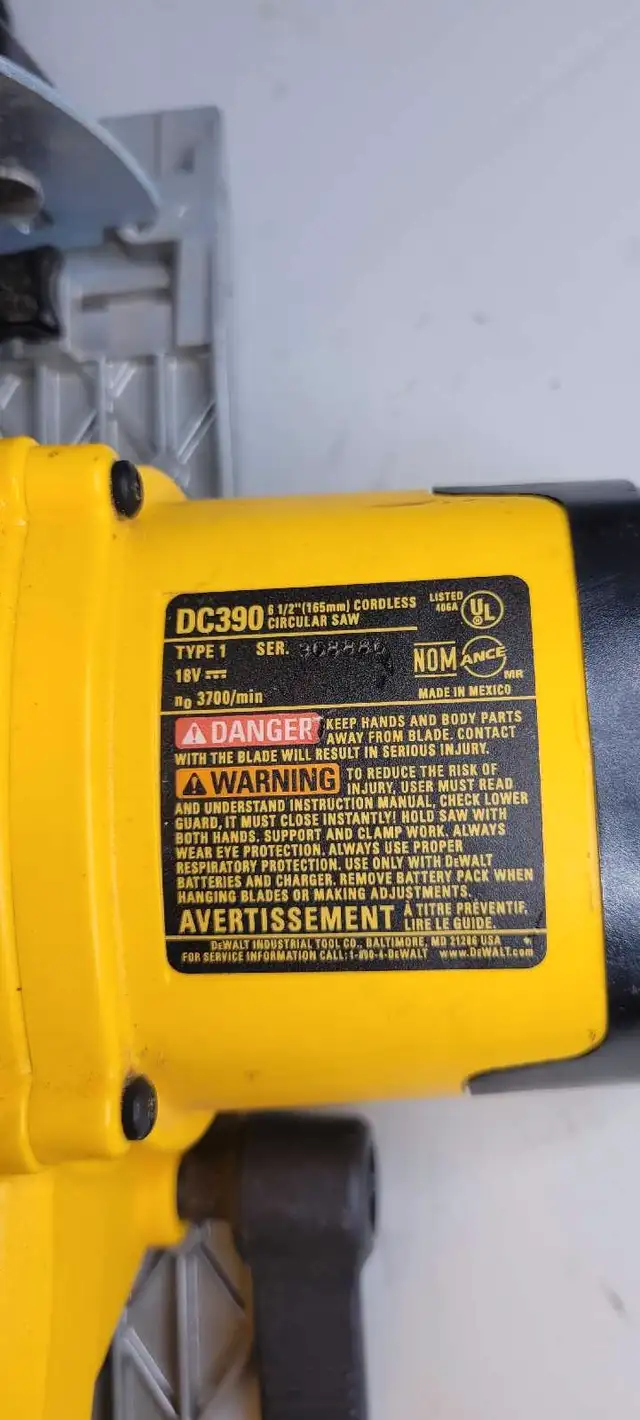 DC390 6 1/2"(165mm) CORDLESS CIRCULAR SAW
LISTED 406A UL
TYPE 1 SER. 908886
NOM ANCE MR
18V ⎓
n₀ 3700/min MADE IN MEXICO
DANGER KEEP HANDS AND BODY PARTS
AWAY FROM BLADE. CONTACT
WITH THE BLADE WILL RESULT IN SERIOUS INJURY.
WARNING TO REDUCE THE RISK OF
INJURY, USER MUST READ
AND UNDERSTAND INSTRUCTION MANUAL, CHECK LOWER
GUARD, IT MUST CLOSE INSTANTLY! HOLD SAW WITH
BOTH HANDS. SUPPORT AND CLAMP WORK. ALWAYS
WEAR EYE PROTECTION. ALWAYS USE PROPER
RESPIRATORY PROTECTION. USE ONLY WITH DEWALT
BATTERIES AND CHARGER. REMOVE BATTERY PACK WHEN
HANGING BLADES OR MAKING ADJUSTMENTS.
AVERTISSEMENT À TITRE PRÉVENTIF,
LIRE LE GUIDE.
DEWALT INDUSTRIAL TOOL CO., BALTIMORE, MD 21286 USA
FOR SERVICE INFORMATION CALL: 1-800-4-DEWALT www.DEWALT.com